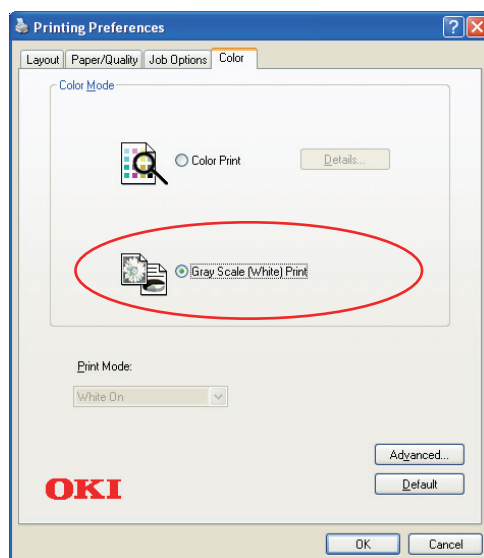 Printing Preferences
Layout Paper/Quality Job Options Color
Color Mode
Color Print Details...
Gray Scale (White) Print
Print Mode:
White On
Advanced...
OKI Default
OK Cancel